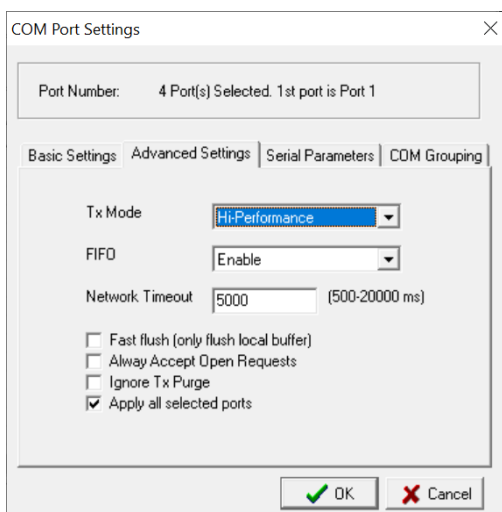 COM Port Settings
Port Number: 4 Port(s) Selected. 1st port is Port 1
Basic Settings Advanced Settings Serial Parameters COM Grouping
Tx Mode Hi-Performance
FIFO Enable
Network Timeout 5000 (500-20000 ms)
Fast flush (only flush local buffer)
Alway Accept Open Requests
Ignore Tx Purge
Apply all selected ports
OK Cancel